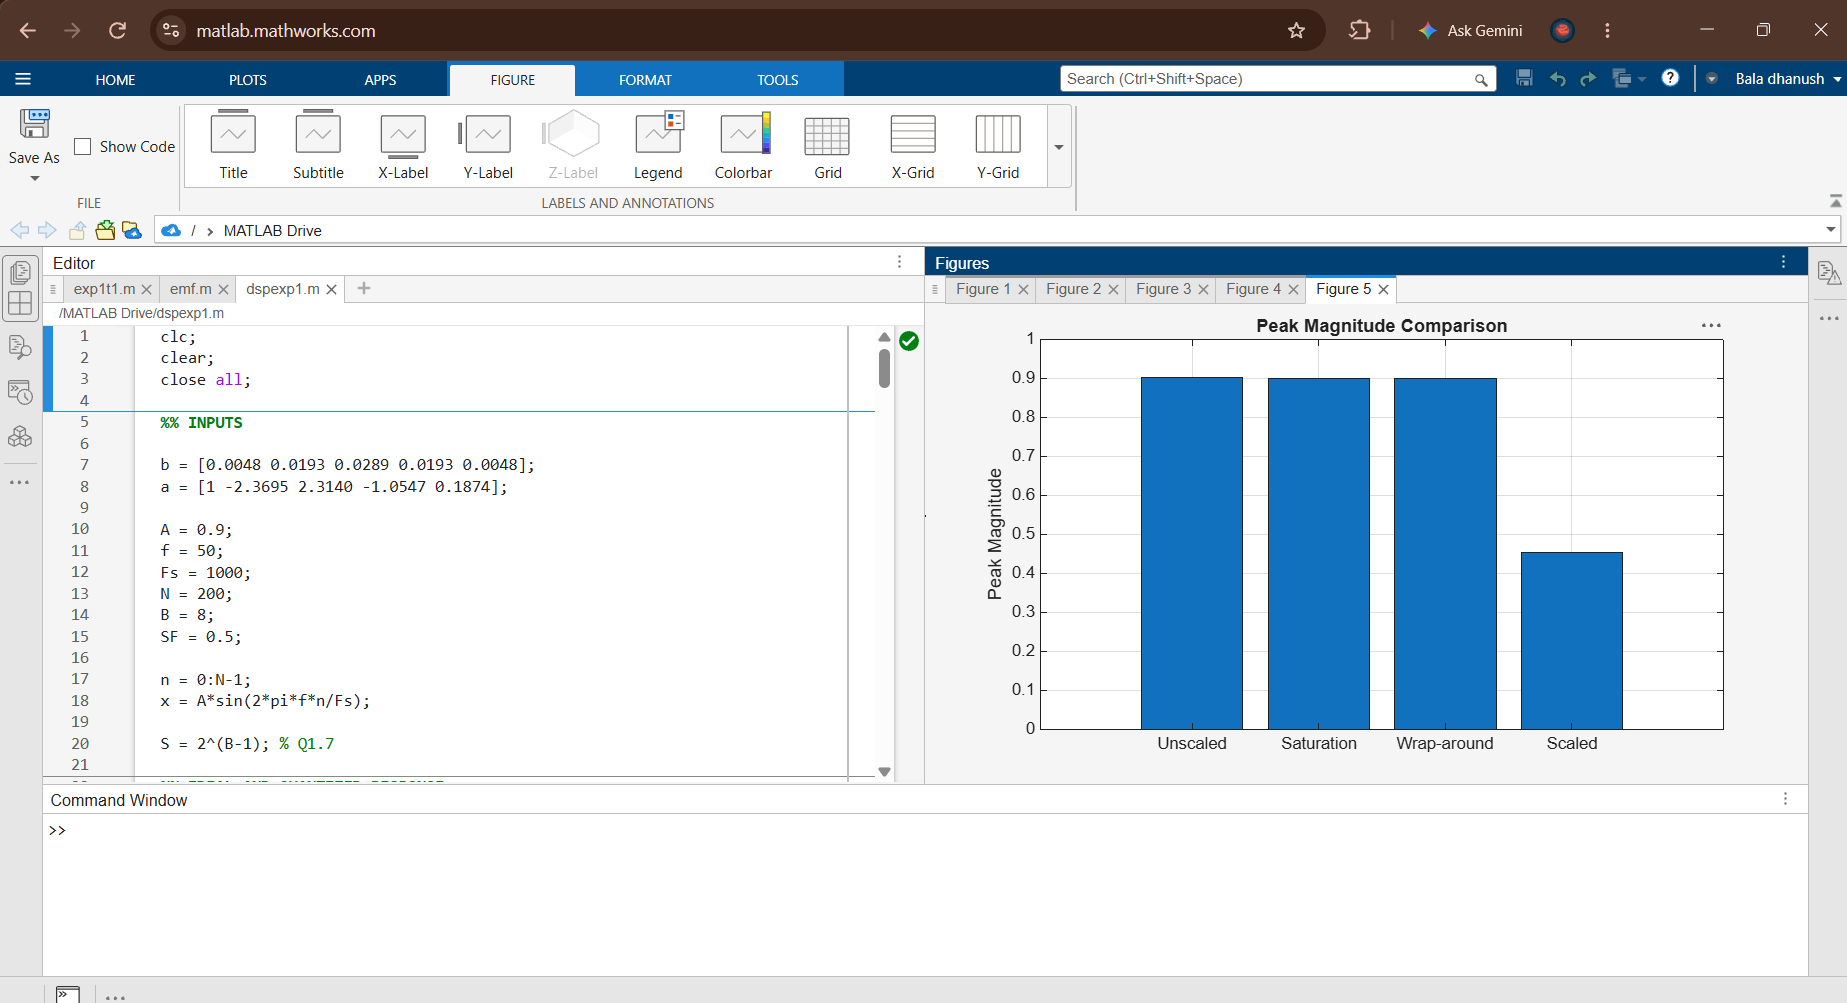 matlab.mathworks.com
Ask Gemini
HOME PLOTS APPS FIGURE FORMAT TOOLS
Search (Ctrl+Shift+Space)
Bala dhanush
Save As
Show Code
Title Subtitle X-Label Y-Label Z-Label Legend Colorbar Grid X-Grid Y-Grid
FILE
LABELS AND ANNOTATIONS
/ › MATLAB Drive
Editor
exp1t1.m emf.m dspexp1.m
/MATLAB Drive/dspexp1.m
1 clc;
2 clear;
3 close all;
4
5 %% INPUTS
6
7 b = [0.0048 0.0193 0.0289 0.0193 0.0048];
8 a = [1 -2.3695 2.3140 -1.0547 0.1874];
9
10 A = 0.9;
11 f = 50;
12 Fs = 1000;
13 N = 200;
14 B = 8;
15 SF = 0.5;
16
17 n = 0:N-1;
18 x = A*sin(2*pi*f*n/Fs);
19
20 S = 2^(B-1); % Q1.7
21
Figures
Figure 1 Figure 2 Figure 3 Figure 4 Figure 5
Peak Magnitude Comparison
Peak Magnitude
1
0.9
0.8
0.7
0.6
0.5
0.4
0.3
0.2
0.1
0
Unscaled Saturation Wrap-around Scaled
Command Window
>>